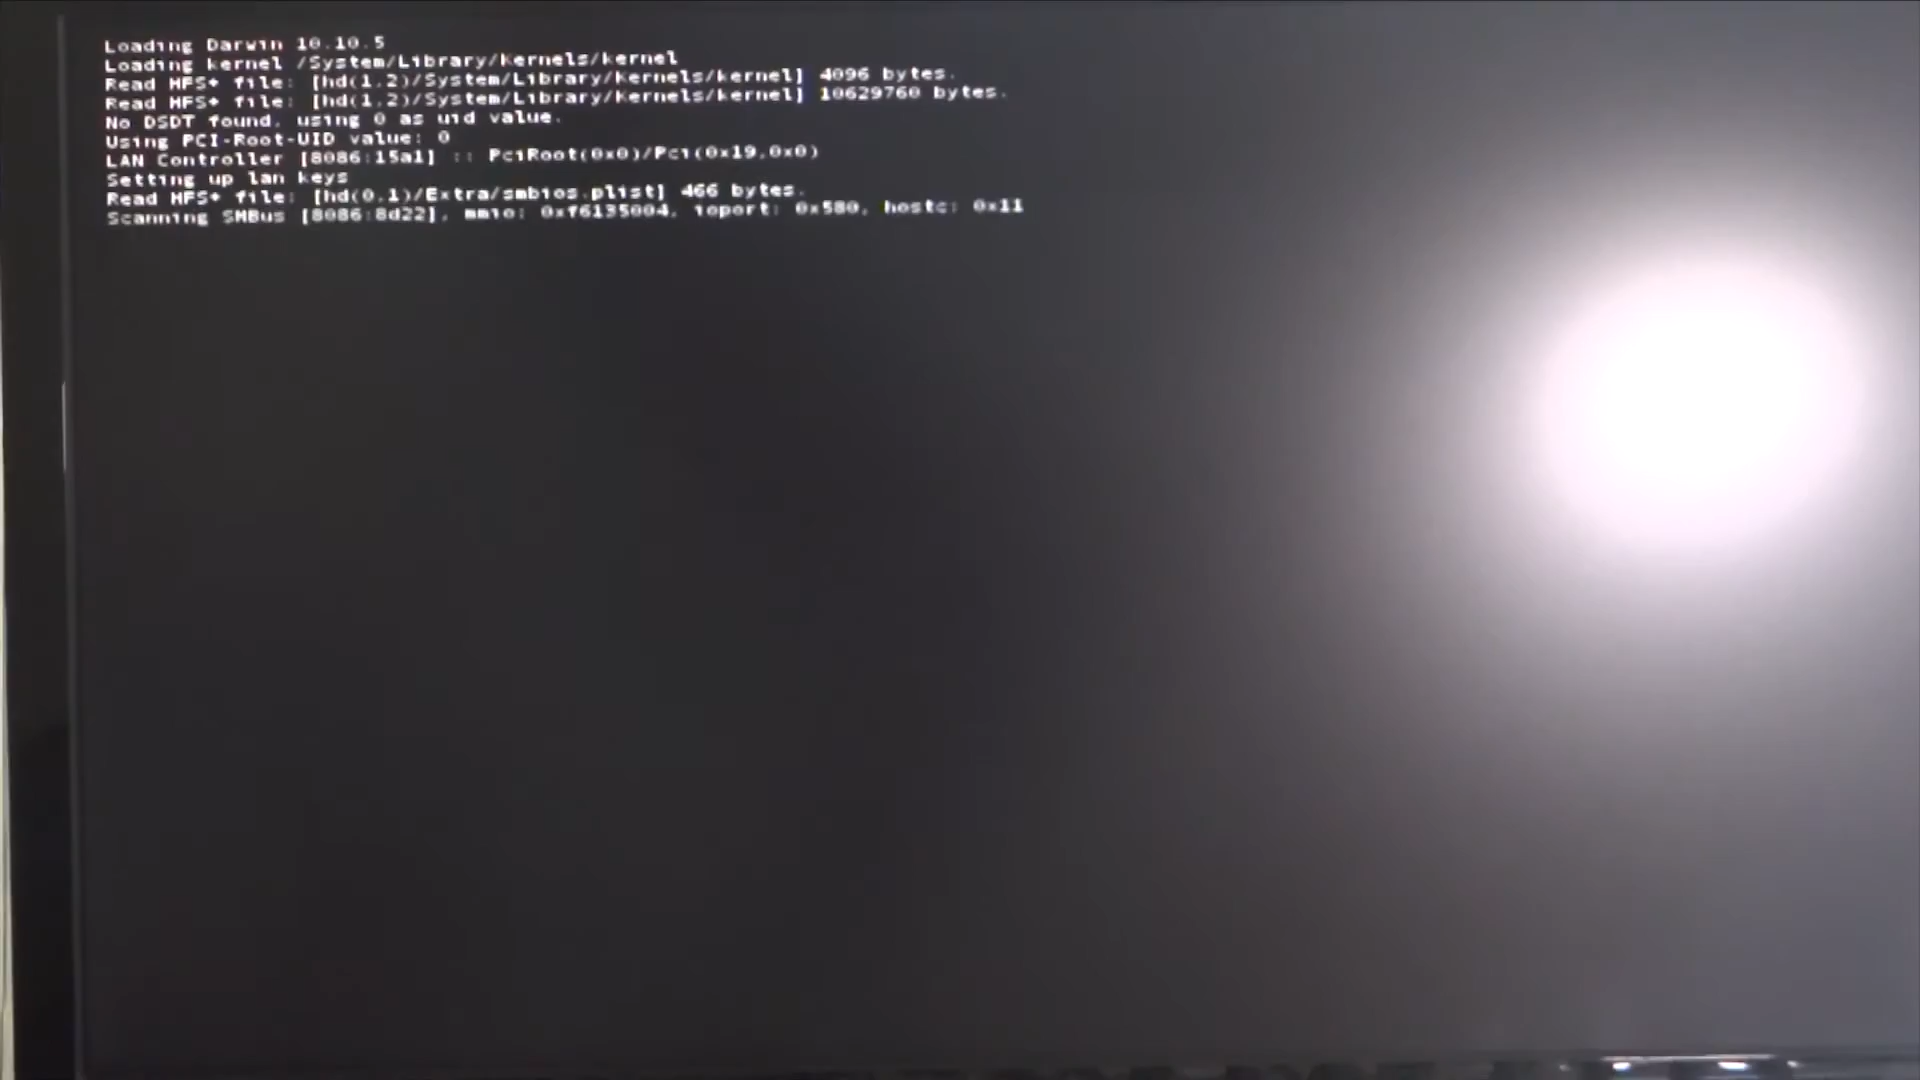 Loading Darwin 10.10.5
Loading kernel /System/Library/Kernels/kernel
Read HFS+ file: [hd(1,2)/System/Library/Kernels/kernel] 4096 bytes.
Read HFS+ file: [hd(1,2)/System/Library/Kernels/kernel] 10629760 bytes.
No DSDT found, using 0 as uid value.
Using PCI-Root-UID value: 0
LAN Controller [8086:15a1] :: PciRoot(0x0)/Pci(0x19,0x0)
Setting up lan keys
Read HFS+ file: [hd(0,1)/Extra/smbios.plist] 466 bytes.
Scanning SMBus [8086:8d22], mmio: 0xf6135004, ioport: 0x580, hostc: 0x11